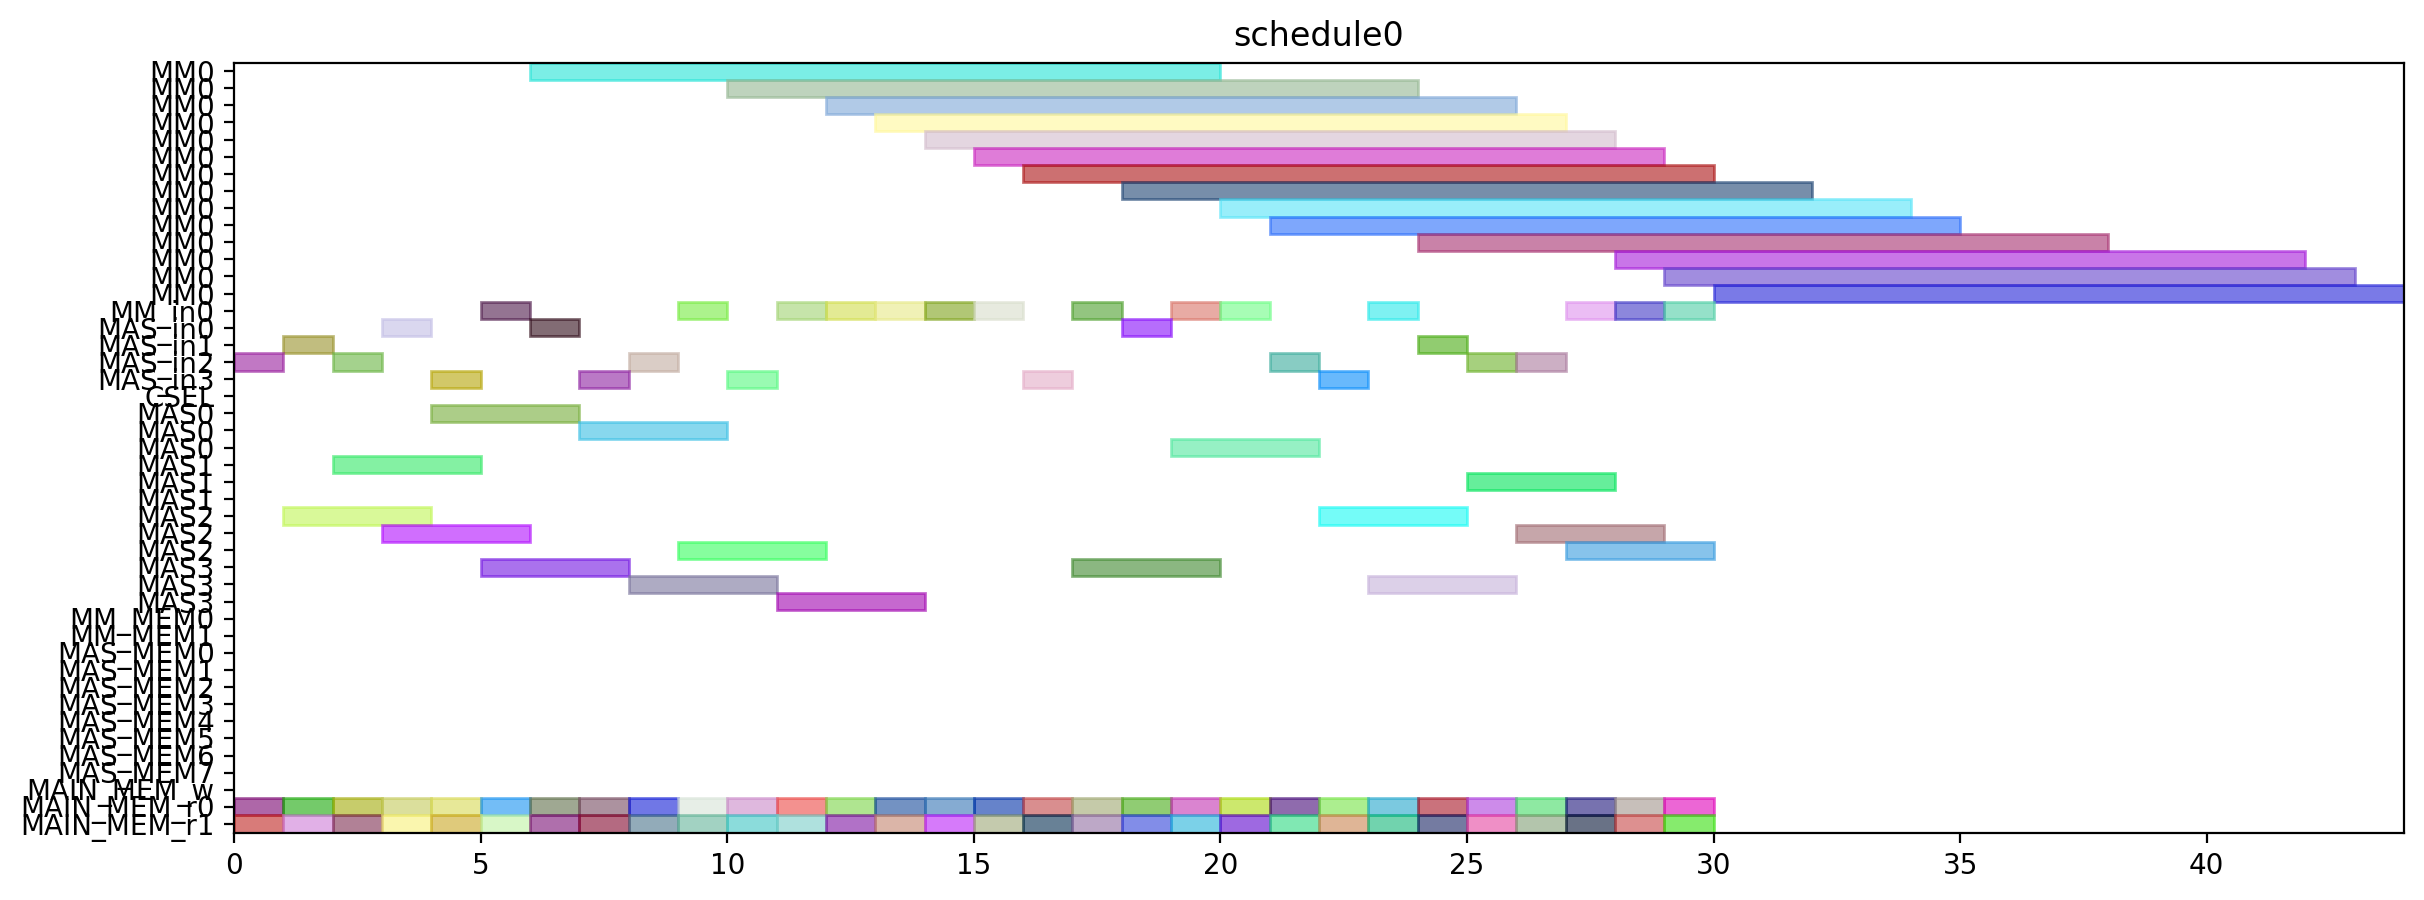 schedule0
MM0
MM0
MM0
MM0
MM0
MM0
MM0
MM0
MM0
MM0
MM0
MM0
MM0
MM0
MM_in0
MAS_in0
MAS_in1
MAS_in2
MAS_in3
CSEL
MAS0
MAS0
MAS0
MAS1
MAS1
MAS1
MAS2
MAS2
MAS2
MAS3
MAS3
MAS3
MM_MEM0
MM_MEM1
MAS_MEM0
MAS_MEM1
MAS_MEM2
MAS_MEM3
MAS_MEM4
MAS_MEM5
MAS_MEM6
MAS_MEM7
MAIN_MEM_w
MAIN_MEM_r0
MAIN_MEM_r1
0 5 10 15 20 25 30 35 40